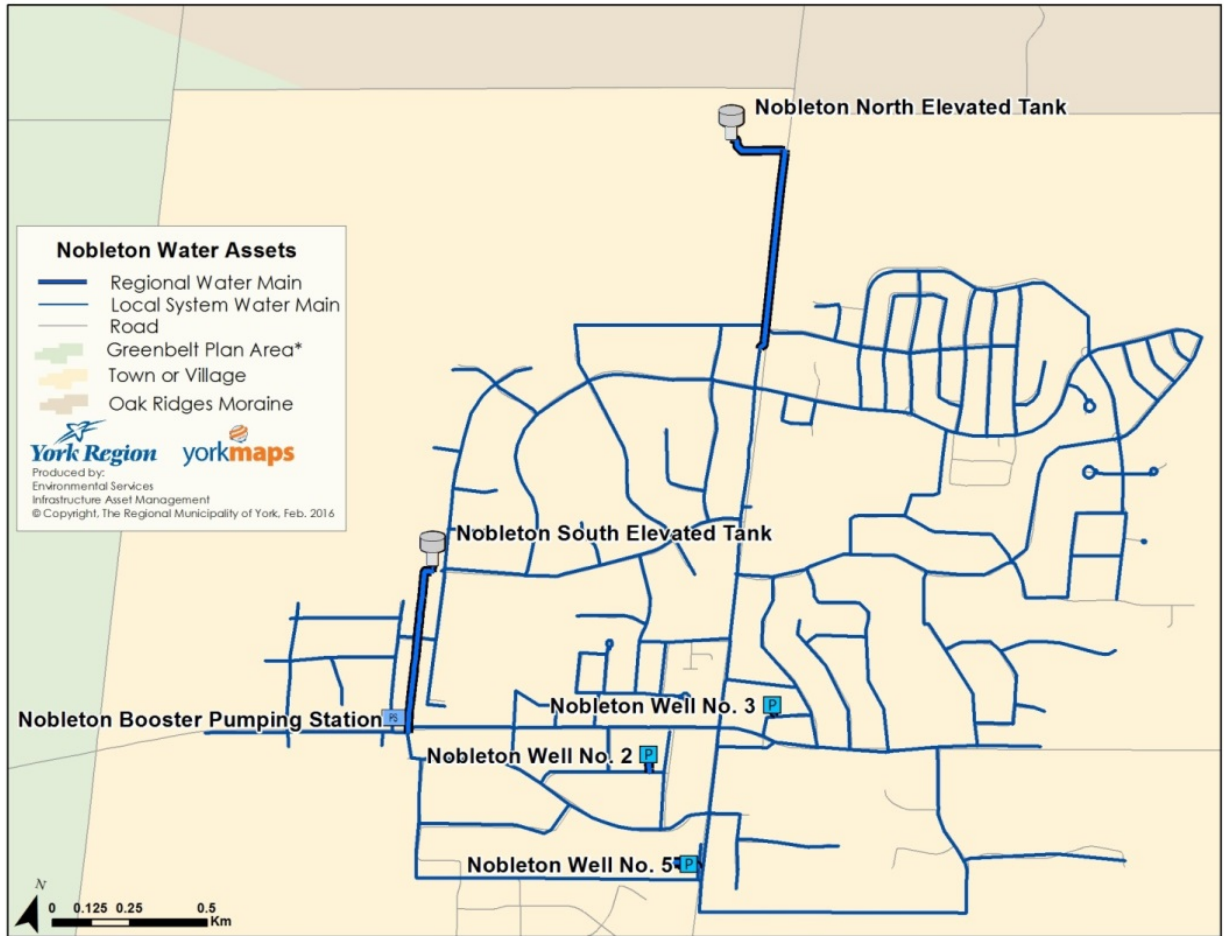 Nobleton North Elevated Tank
Nobleton Water Assets
Regional Water Main
Local System Water Main
Road
Greenbelt Plan Area*
Town or Village
Oak Ridges Moraine
York Region yorkmaps
Produced by:
Environmental Services
Infrastructure Asset Management
© Copyright, The Regional Municipality of York, Feb. 2016
Nobleton South Elevated Tank
Nobleton Well No. 3 P
Nobleton Booster Pumping Station PS
Nobleton Well No. 2 P
Nobleton Well No. 5 P
N
0 0.125 0.25 0.5
Km